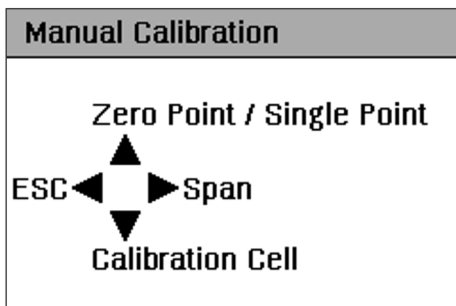 Manual Calibration
Zero Point / Single Point
ESC Span
Calibration Cell